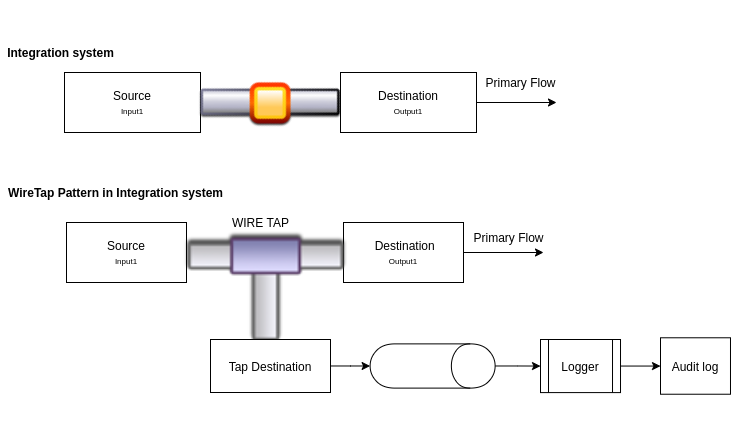 Integration system
Source
Input1
Destination
Output1
Primary Flow
WireTap Pattern in Integration system
WIRE TAP
Source
Input1
Destination
Output1
Primary Flow
Tap Destination
Logger
Audit log